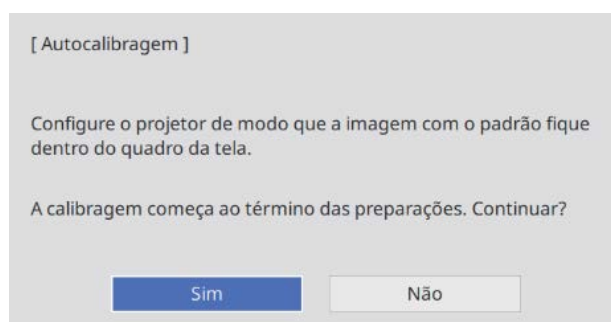 [ Autocalibragem ]
Configure o projetor de modo que a imagem com o padrão fique
dentro do quadro da tela.
A calibragem começa ao término das preparações. Continuar?
Sim
Não